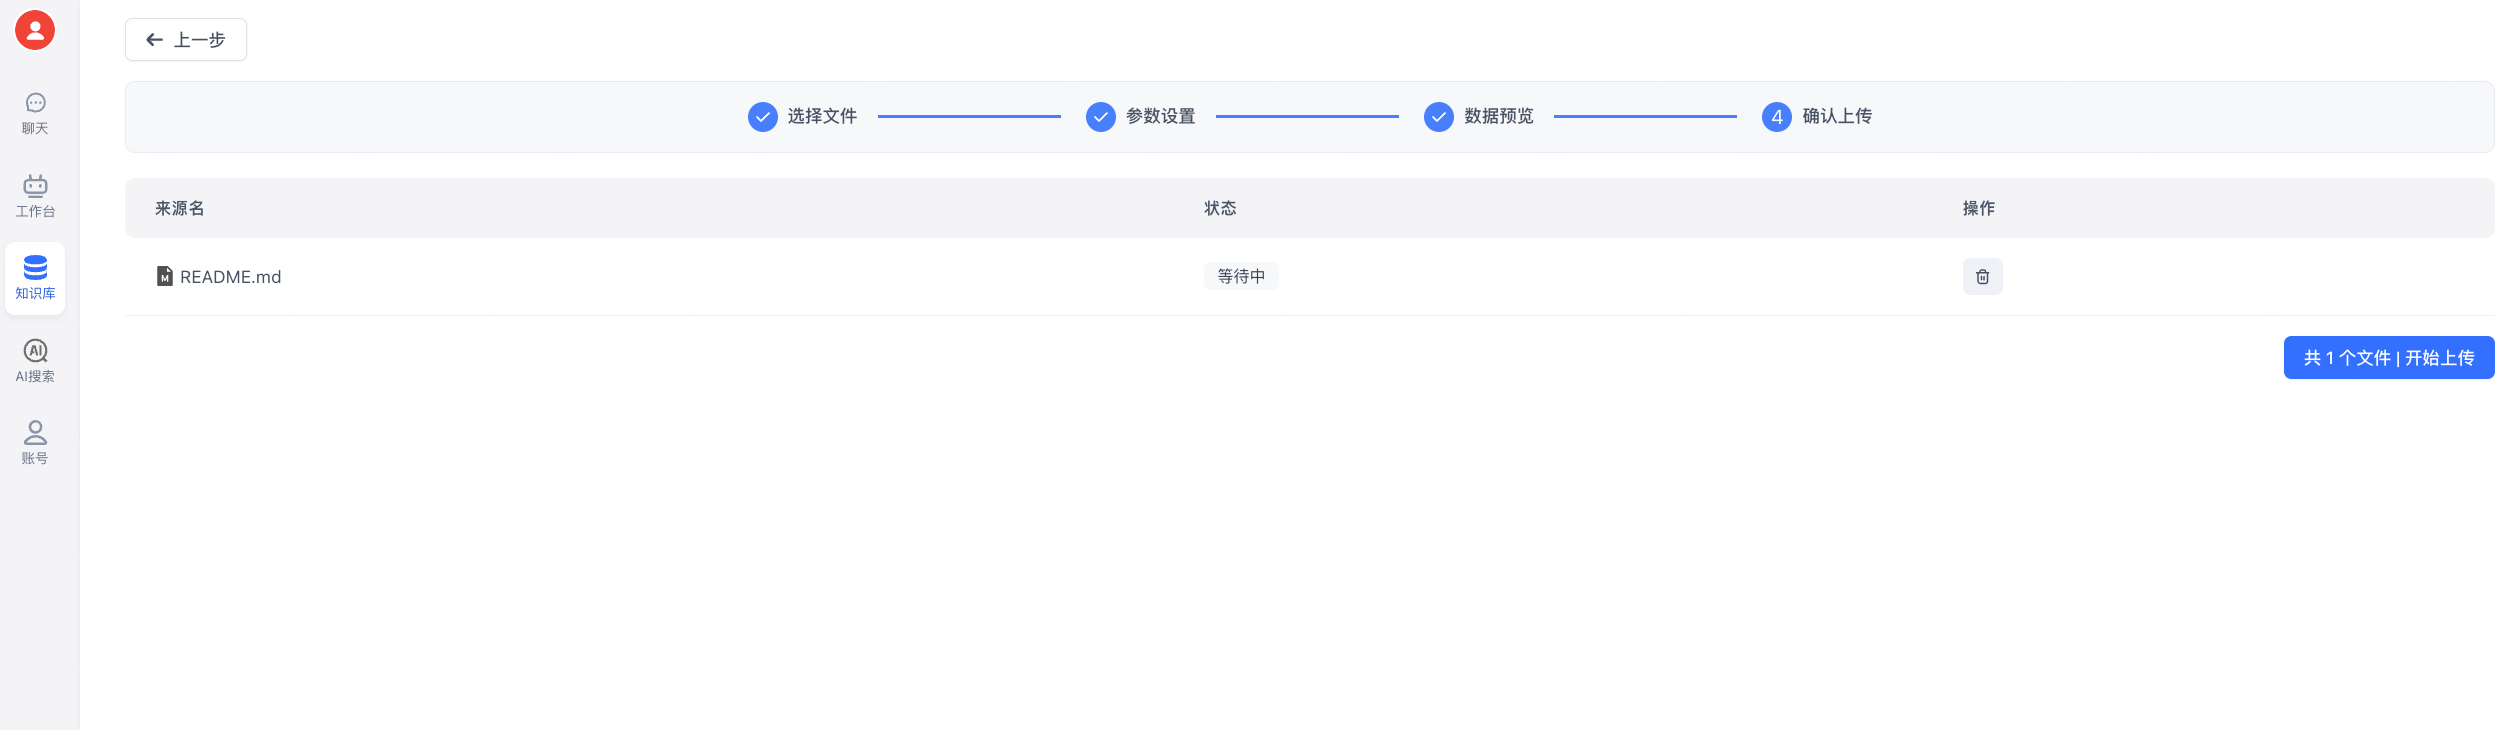 上一步
聊天
工作台
知识库
AI搜索
账号
选择文件 参数设置 数据预览 4 确认上传
来源名 状态 操作
README.md 等待中
共 1 个文件 | 开始上传